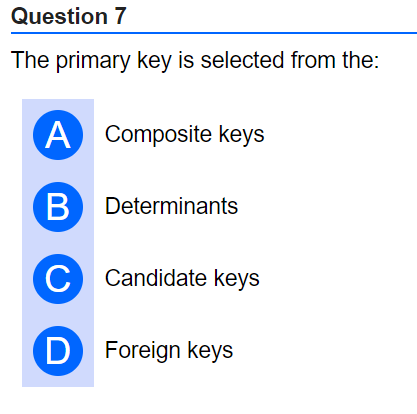 Question 7
The primary key is selected from the:
A Composite keys
B Determinants
C Candidate keys
D Foreign keys